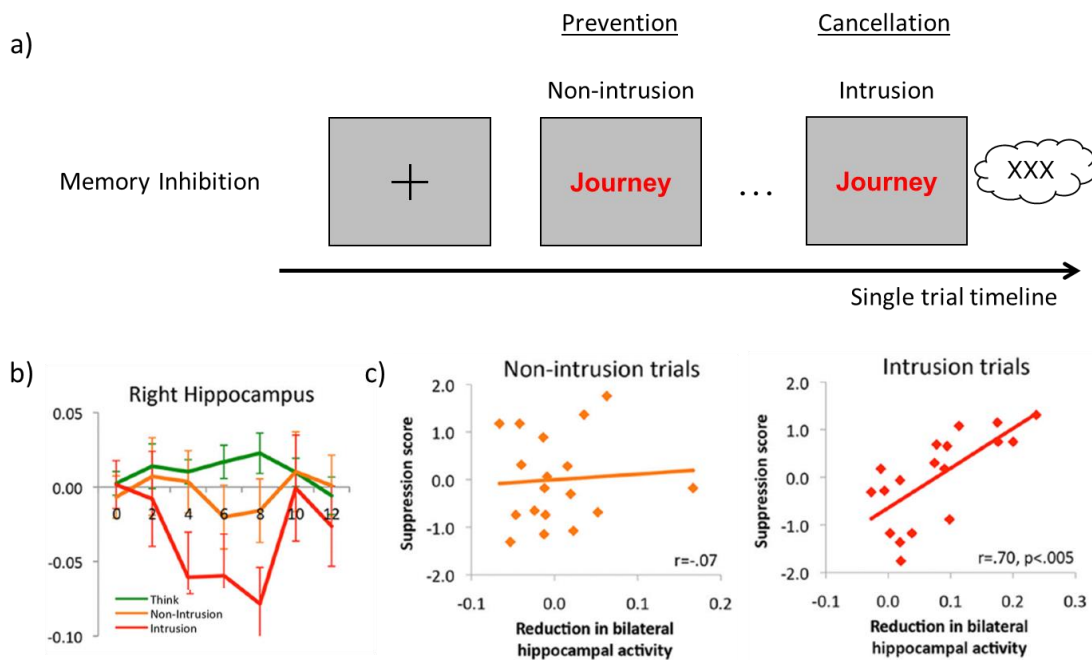 a)
Prevention
Cancellation
Non-intrusion
Intrusion
Memory Inhibition
Journey
...
Journey
XXX
Single trial timeline
b)
Right Hippocampus
0.05
0.00
-0.05
-0.10
0 2 4 6 8 10 12
Think
Non-Intrusion
Intrusion
c)
Non-intrusion trials
Suppression score
2.0
1.0
0.0
-1.0
-2.0
-0.1 0.0 0.1 0.2
r=-.07
Reduction in bilateral
hippocampal activity
Intrusion trials
Suppression score
2.0
1.0
0.0
-1.0
-2.0
-0.1 0.0 0.1 0.2 0.3
r=.70, p<.005
Reduction in bilateral
hippocampal activity